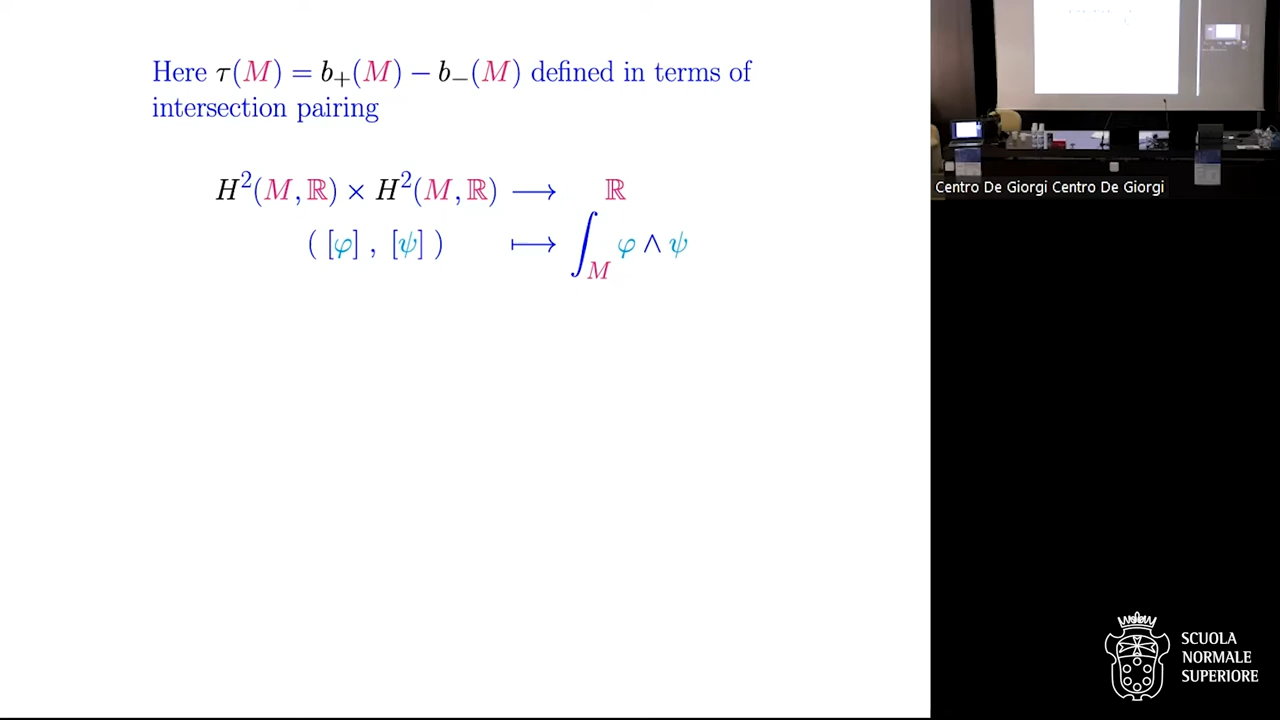 Here τ(M) = b₊(M) − b₋(M) defined in terms of
intersection pairing
H²(M, ℝ) × H²(M, ℝ) ⟶ ℝ
( [φ] , [ψ] ) ⟼ ∫_M φ ∧ ψ
Centro De Giorgi Centro De Giorgi
SCUOLA
NORMALE
SUPERIORE